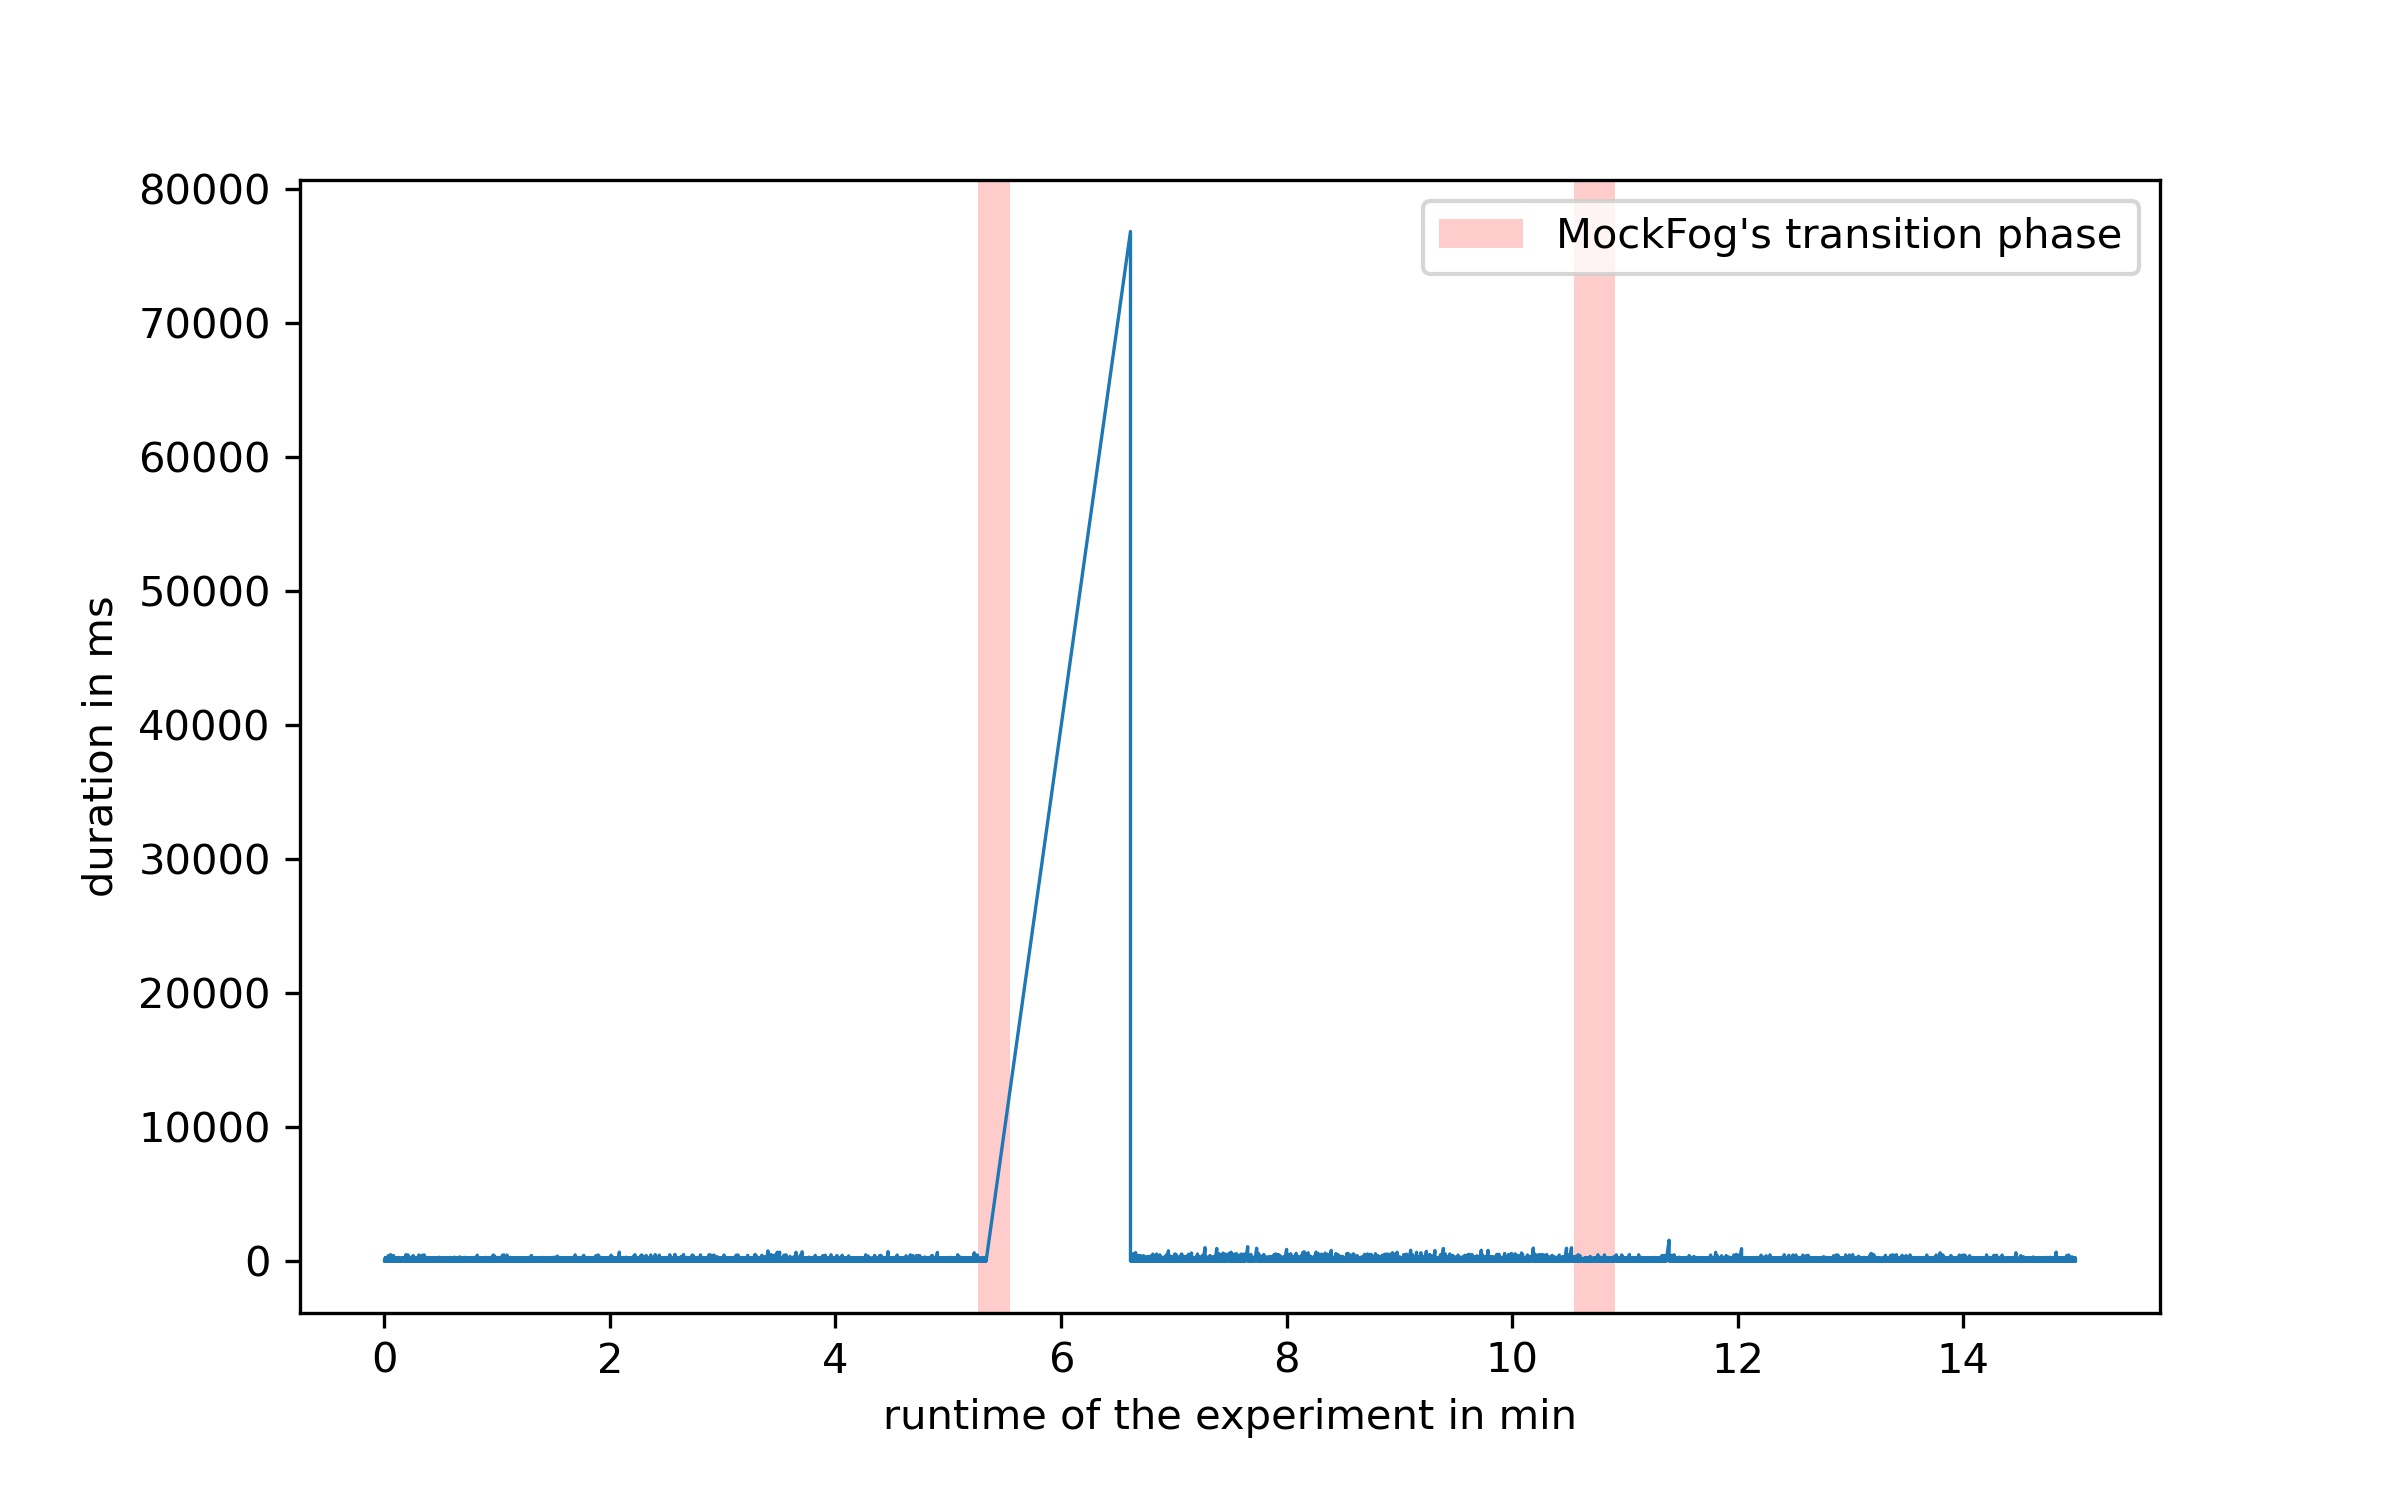 MockFog's transition phase
80000
70000
60000
50000
40000
30000
20000
10000
0
duration in ms
0 2 4 6 8 10 12 14
runtime of the experiment in min